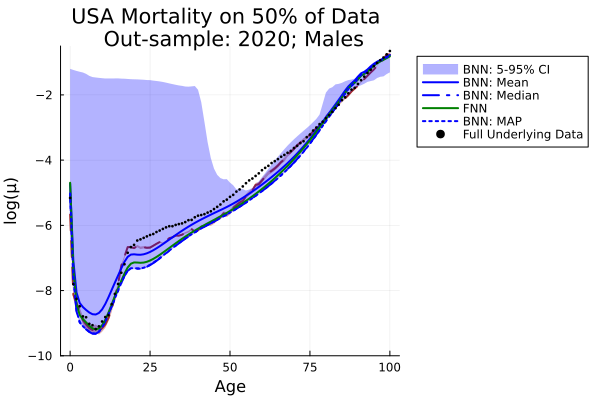 USA Mortality on 50% of Data
Out-sample: 2020; Males
BNN: 5-95% CI
BNN: Mean
BNN: Median
FNN
BNN: MAP
Full Underlying Data
log(μ)
−2
−4
−6
−8
−10
0
25
50
75
100
Age